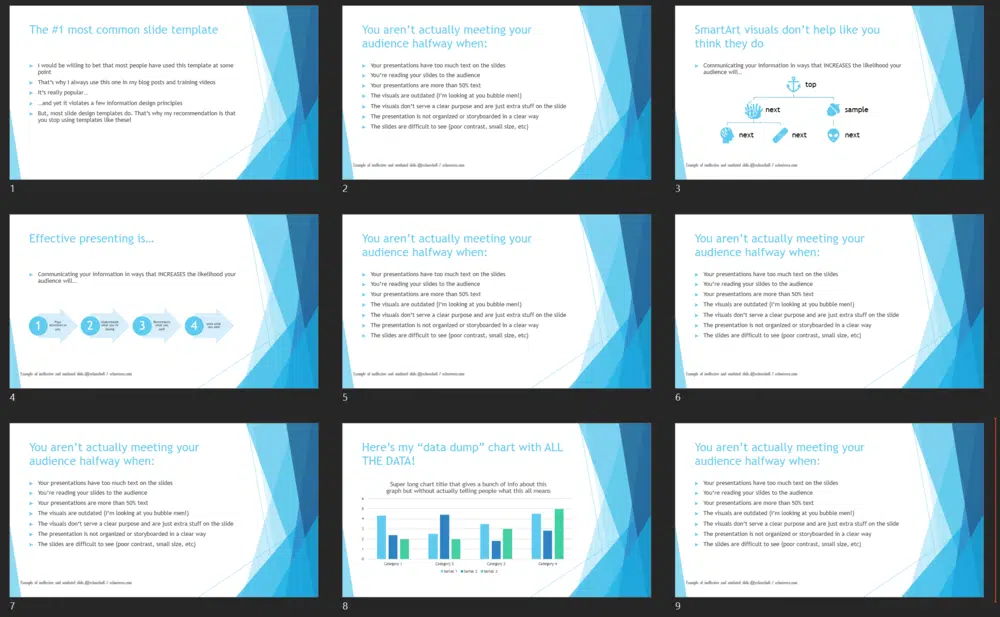 The #1 most common slide template
I would be willing to bet that most people have used this template at some
point
That's why I always use this one in my blog posts and training videos
It's really popular…
…and yet it violates a few information design principles
But, most slide design templates do. That's why my recommendation is that
you stop using templates like these!
1
You aren't actually meeting your
audience halfway when:
Your presentations have too much text on the slides
You're reading your slides to the audience
Your presentations are more than 50% text
The visuals are outdated (I'm looking at you bubble men!)
The visuals don't serve a clear purpose and are just extra stuff on the slide
The presentation is not organized or storyboarded in a clear way
The slides are difficult to see (poor contrast, small size, etc)
Example of ineffective and outdated slide.
2
SmartArt visuals don't help like you
think they do
Communicating your information in ways that INCREASES the likelihood your
audience will…
top
next
sample
next
next
next
Example of ineffective and outdated slide.
3
Effective presenting is…
Communicating your information in ways that INCREASES the likelihood your
audience will…
1
2
3
4
Example of ineffective and outdated slide.
4
You aren't actually meeting your
audience halfway when:
Your presentations have too much text on the slides
You're reading your slides to the audience
Your presentations are more than 50% text
The visuals are outdated (I'm looking at you bubble men!)
The visuals don't serve a clear purpose and are just extra stuff on the slide
The presentation is not organized or storyboarded in a clear way
The slides are difficult to see (poor contrast, small size, etc)
Example of ineffective and outdated slide.
5
You aren't actually meeting your
audience halfway when:
Your presentations have too much text on the slides
You're reading your slides to the audience
Your presentations are more than 50% text
The visuals are outdated (I'm looking at you bubble men!)
The visuals don't serve a clear purpose and are just extra stuff on the slide
The presentation is not organized or storyboarded in a clear way
The slides are difficult to see (poor contrast, small size, etc)
Example of ineffective and outdated slide.
6
You aren't actually meeting your
audience halfway when:
Your presentations have too much text on the slides
You're reading your slides to the audience
Your presentations are more than 50% text
The visuals are outdated (I'm looking at you bubble men!)
The visuals don't serve a clear purpose and are just extra stuff on the slide
The presentation is not organized or storyboarded in a clear way
The slides are difficult to see (poor contrast, small size, etc)
Example of ineffective and outdated slide.
7
Here's my "data dump" chart with ALL
THE DATA!
Super long chart title that gives a bunch of info about this
graph but without actually telling people what this all means
6
5
4
3
2
1
0
Category 1 Category 2 Category 3 Category 4
Series 1 Series 2 Series 3
8
You aren't actually meeting your
audience halfway when:
Your presentations have too much text on the slides
You're reading your slides to the audience
Your presentations are more than 50% text
The visuals are outdated (I'm looking at you bubble men!)
The visuals don't serve a clear purpose and are just extra stuff on the slide
The presentation is not organized or storyboarded in a clear way
The slides are difficult to see (poor contrast, small size, etc)
Example of ineffective and outdated slide.
9